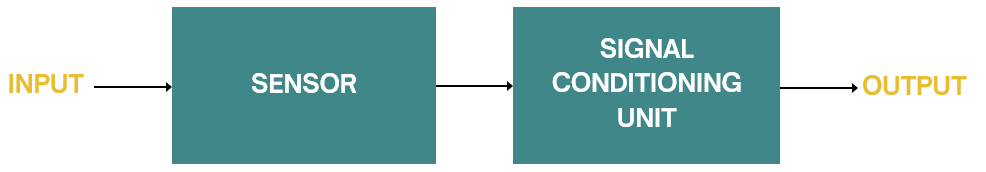 INPUT
SENSOR
SIGNAL
CONDITIONING
UNIT
OUTPUT